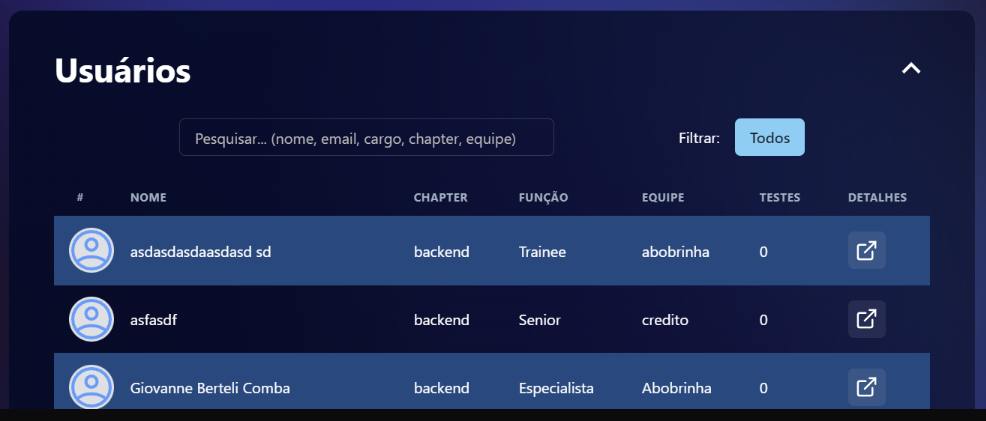 Usuários
Pesquisar... (nome, email, cargo, chapter, equipe) Filtrar: Todos
# NOME CHAPTER FUNÇÃO EQUIPE TESTES DETALHES
asdasdasdaasdasd sd backend Trainee abobrinha 0
asfasdf backend Senior credito 0
Giovanne Berteli Comba backend Especialista Abobrinha 0